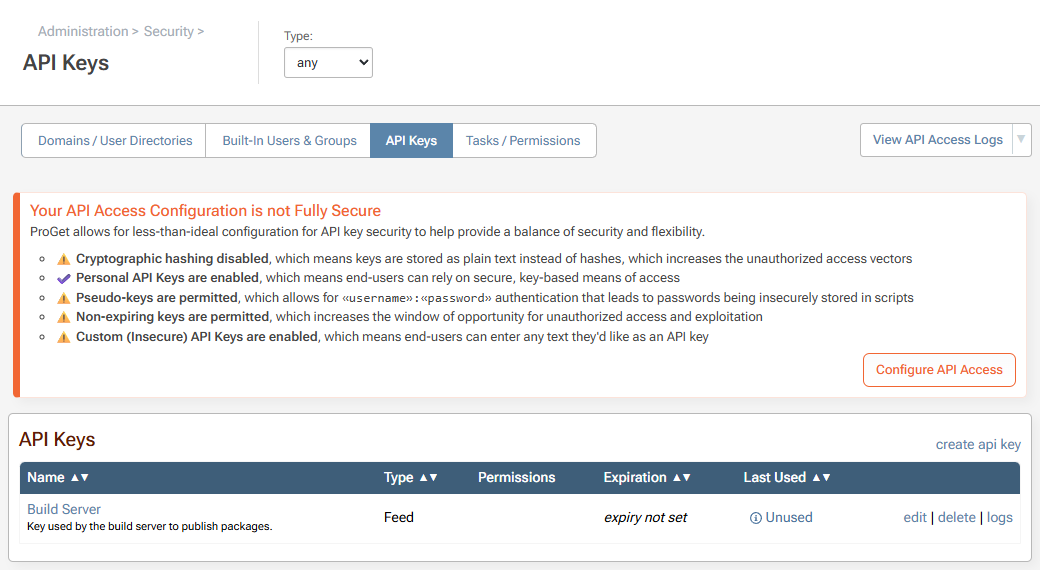 Administration > Security >
API Keys
Type:
any
Domains / User Directories
Built-In Users & Groups
API Keys
Tasks / Permissions
View API Access Logs
Your API Access Configuration is not Fully Secure
ProGet allows for less-than-ideal configuration for API key security to help provide a balance of security and flexibility.
Cryptographic hashing disabled, which means keys are stored as plain text instead of hashes, which increases the unauthorized access vectors
Personal API Keys are enabled, which means end-users can rely on secure, key-based means of access
Pseudo-keys are permitted, which allows for «username»:«password» authentication that leads to passwords being insecurely stored in scripts
Non-expiring keys are permitted, which increases the window of opportunity for unauthorized access and exploitation
Custom (Insecure) API Keys are enabled, which means end-users can enter any text they'd like as an API key
Configure API Access
API Keys
create api key
Name ▲▼ Type ▲▼ Permissions Expiration ▲▼ Last Used ▲▼
Build Server
Key used by the build server to publish packages.
Feed
expiry not set
Unused
edit | delete | logs